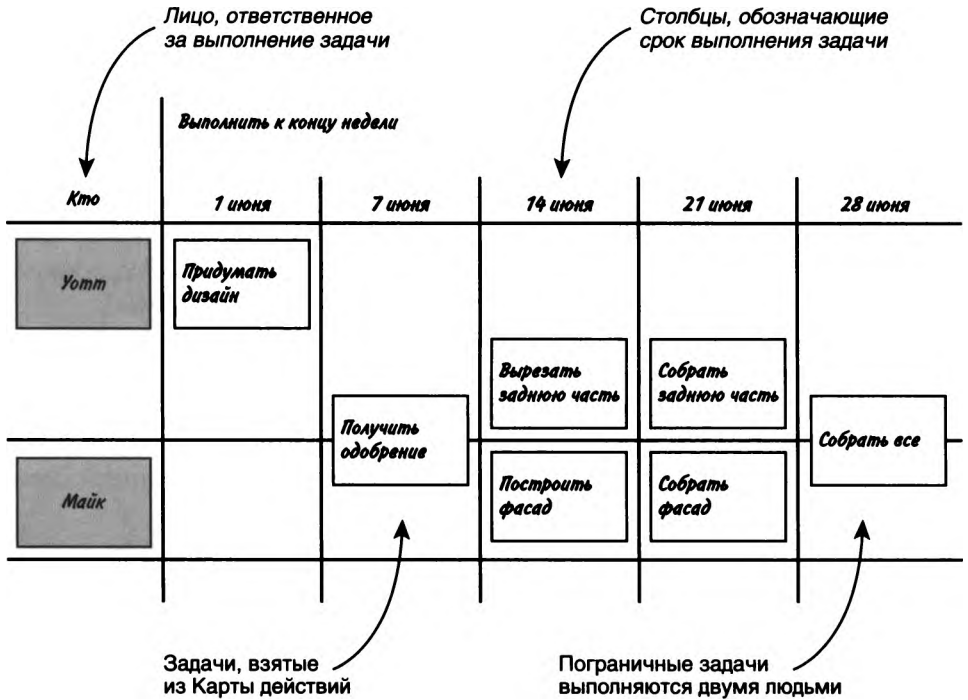 Лицо, ответственное
за выполнение задачи
Столбцы, обозначающие
срок выполнения задачи
Выполнить к концу недели
Кто
1 июня
7 июня
14 июня
21 июня
28 июня
Уотт
Придумать
дизайн
Вырезать
заднюю часть
Собрать
заднюю часть
Получить
одобрение
Собрать все
Майк
Построить
фасад
Собрать
фасад
Задачи, взятые
из Карты действий
Пограничные задачи
выполняются двумя людьми